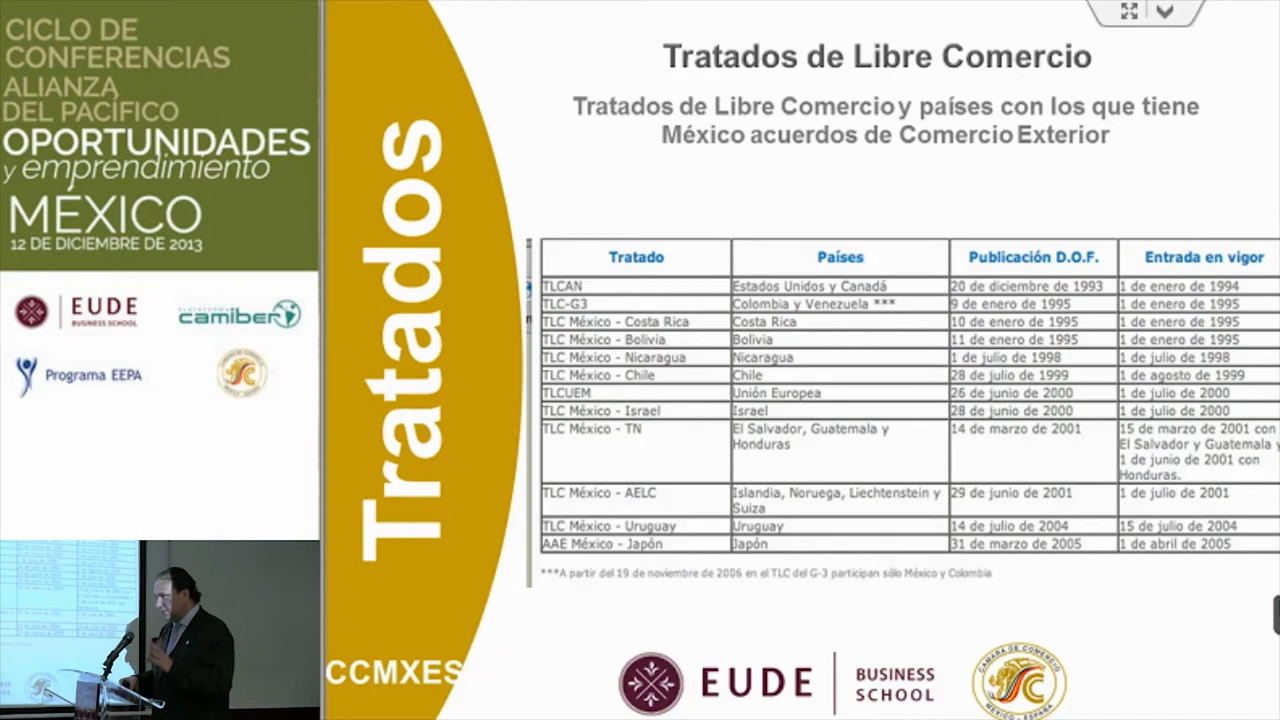 CICLO DE
CONFERENCIAS
ALIANZA
DEL PACÍFICO
OPORTUNIDADES
y emprendimiento
MÉXICO
12 DE DICIEMBRE DE 2013
EUDE
BUSINESS SCHOOL
PLATAFORMA
camiber
Programa EEPA
Tratados
CCMXES
Tratados de Libre Comercio
Tratados de Libre Comercio y países con los que tiene
México acuerdos de Comercio Exterior
Tratado Países Publicación D.O.F. Entrada en vigor
TLCAN Estados Unidos y Canadá 20 de diciembre de 1993 1 de enero de 1994
TLC-G3 Colombia y Venezuela *** 9 de enero de 1995 1 de enero de 1995
TLC México - Costa Rica Costa Rica 10 de enero de 1995 1 de enero de 1995
TLC México - Bolivia Bolivia 11 de enero de 1995 1 de enero de 1995
TLC México - Nicaragua Nicaragua 1 de julio de 1998 1 de julio de 1998
TLC México - Chile Chile 28 de julio de 1999 1 de agosto de 1999
TLCUEM Unión Europea 26 de junio de 2000 1 de julio de 2000
TLC México - Israel Israel 28 de junio de 2000 1 de julio de 2000
TLC México - TN El Salvador, Guatemala y 14 de marzo de 2001 15 de marzo de 2001 con
Honduras El Salvador y Guatemala y
1 de junio de 2001 con
Honduras.
TLC México - AELC Islandia, Noruega, Liechtenstein y 29 de junio de 2001 1 de julio de 2001
Suiza
TLC México - Uruguay Uruguay 14 de julio de 2004 15 de julio de 2004
AAE México - Japón Japón 31 de marzo de 2005 1 de abril de 2005
***A partir del 19 de noviembre de 2006 en el TLC del G-3 participan sólo México y Colombia
EUDE
BUSINESS
SCHOOL
CÁMARA DE COMERCIO
MÉXICO - ESPAÑA